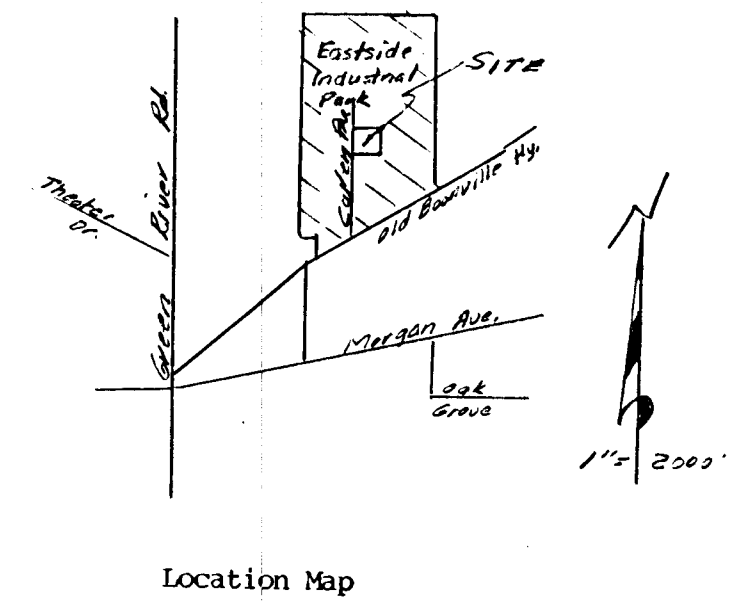 Eastside
Industrial
Park
SITE
Green River Rd.
Theater
Dr.
Old Boonville Hy.
Morgan Ave.
Oak
Grove
1"= 2000'
Location Map